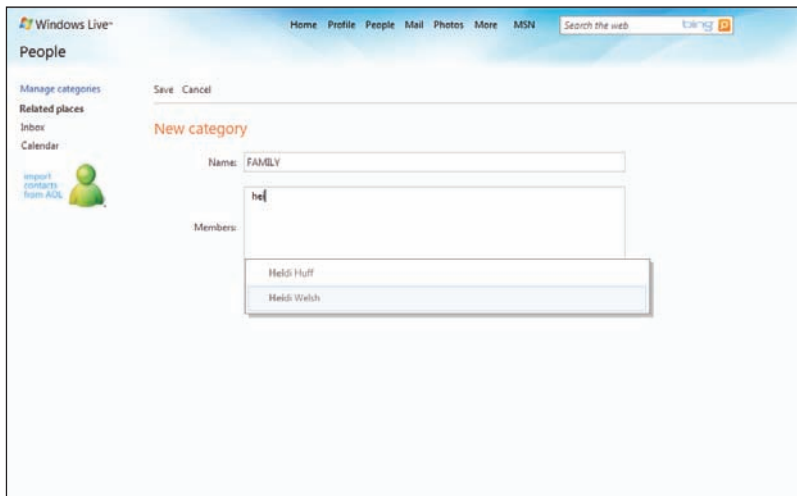 Windows Live™
Home Profile People Mail Photos More MSN Search the web bing
People
Manage categories
Save Cancel
Related places
Inbox
New category
Calendar
Name: FAMILY
import
contacts
from AOL
hei
Members:
Heidi Huff
Heidi Welsh